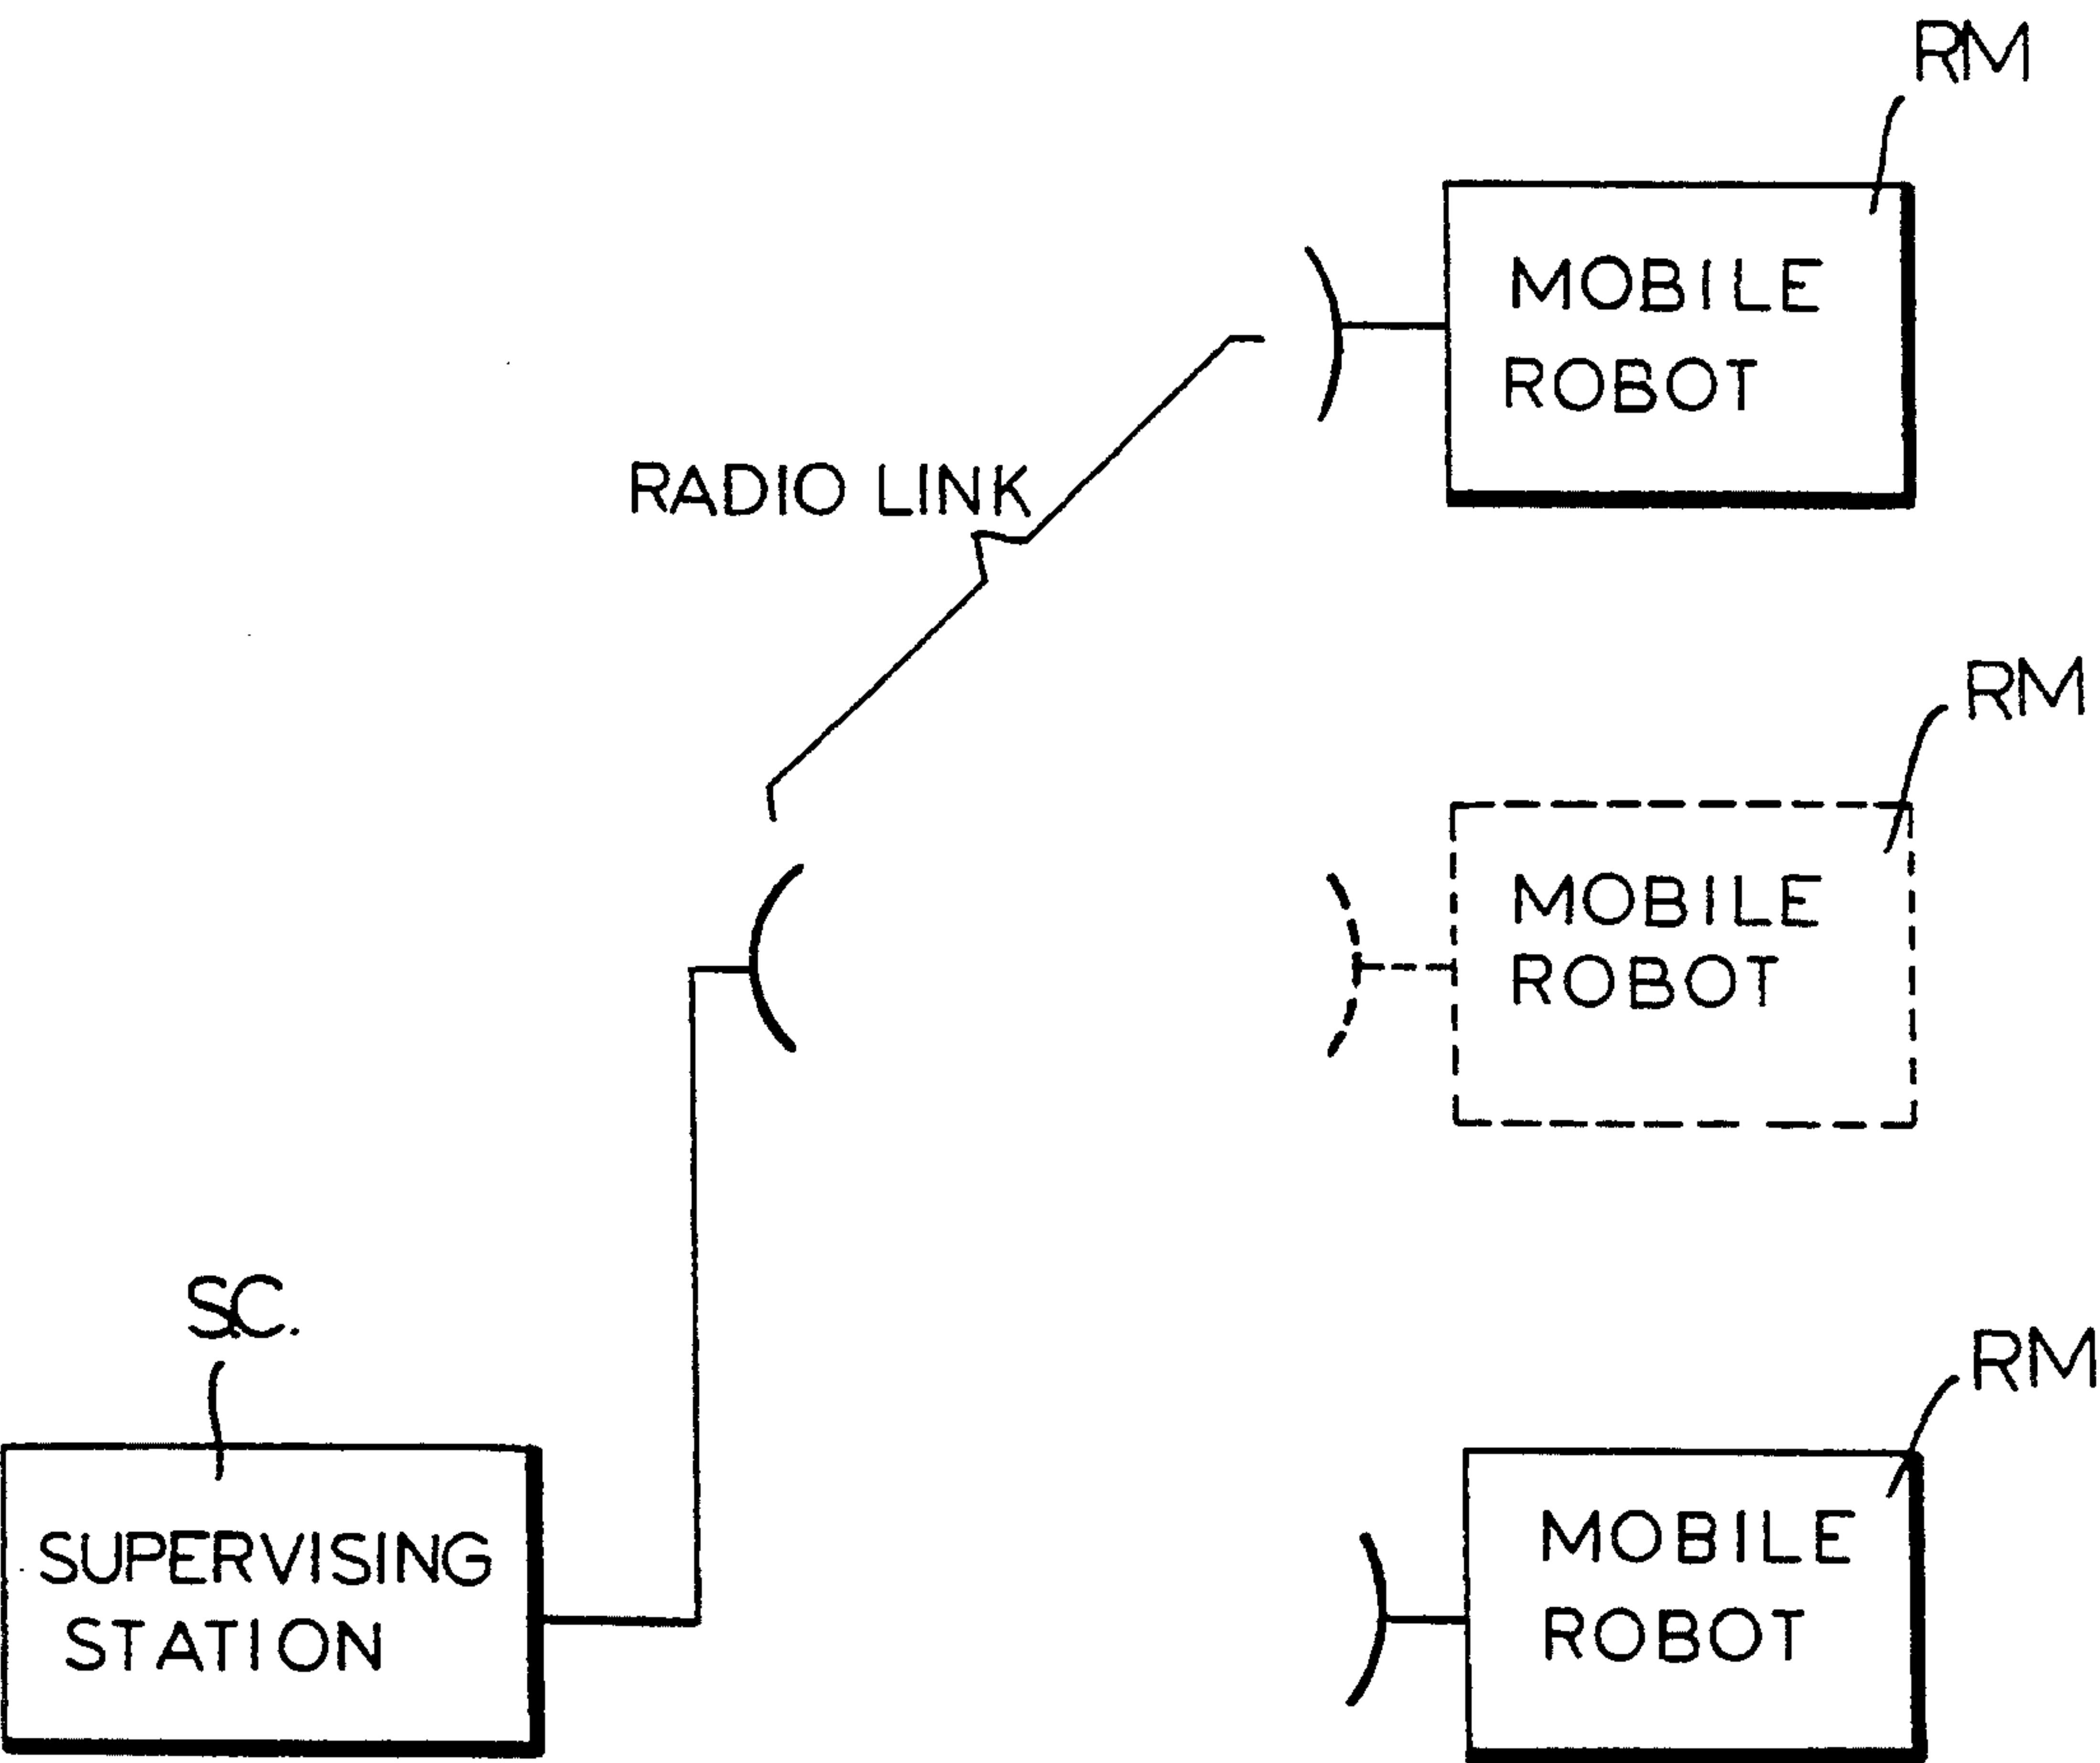 RM
MOBILE
ROBOT
RADIO LINK
RM
MOBILE
ROBOT
S.C.
RM
SUPERVISING
STATION
MOBILE
ROBOT